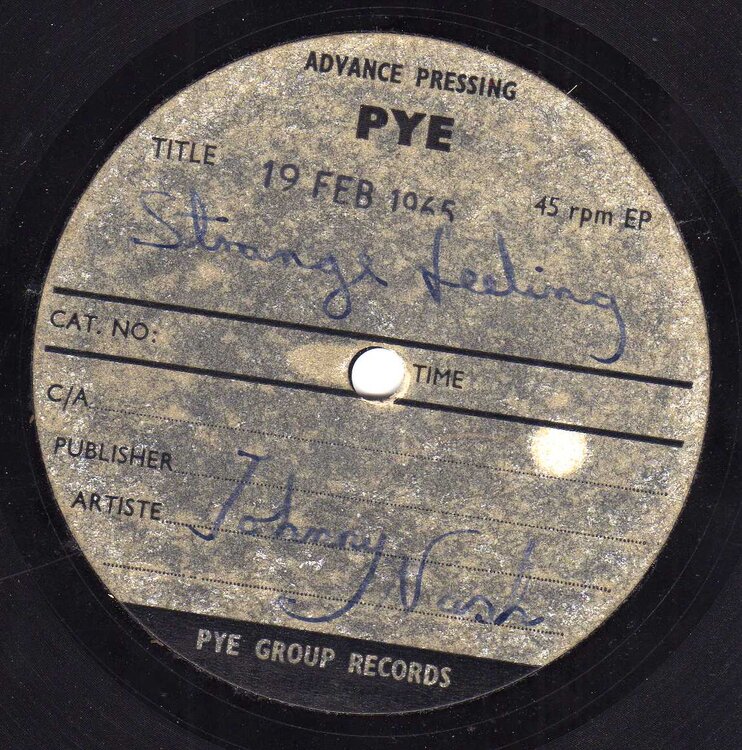 ADVANCE PRESSING
PYE
TITLE 19 FEB 1965 45 rpm EP
Strange feeling
CAT. NO: TIME
C/A
PUBLISHER
ARTISTE Johnny Nash
PYE GROUP RECORDS